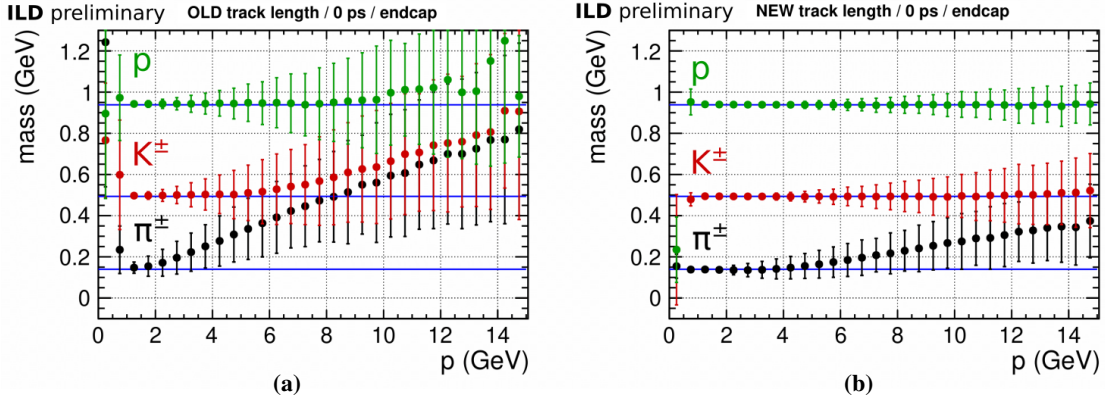 ILD preliminary OLD track length / 0 ps / endcap
mass (GeV)
1.2
1
0.8
0.6
0.4
0.2
0
p
K±
π±
0 2 4 6 8 10 12 14
p (GeV)
(a)
ILD preliminary NEW track length / 0 ps / endcap
mass (GeV)
1.2
1
0.8
0.6
0.4
0.2
0
p
K±
π±
0 2 4 6 8 10 12 14
p (GeV)
(b)